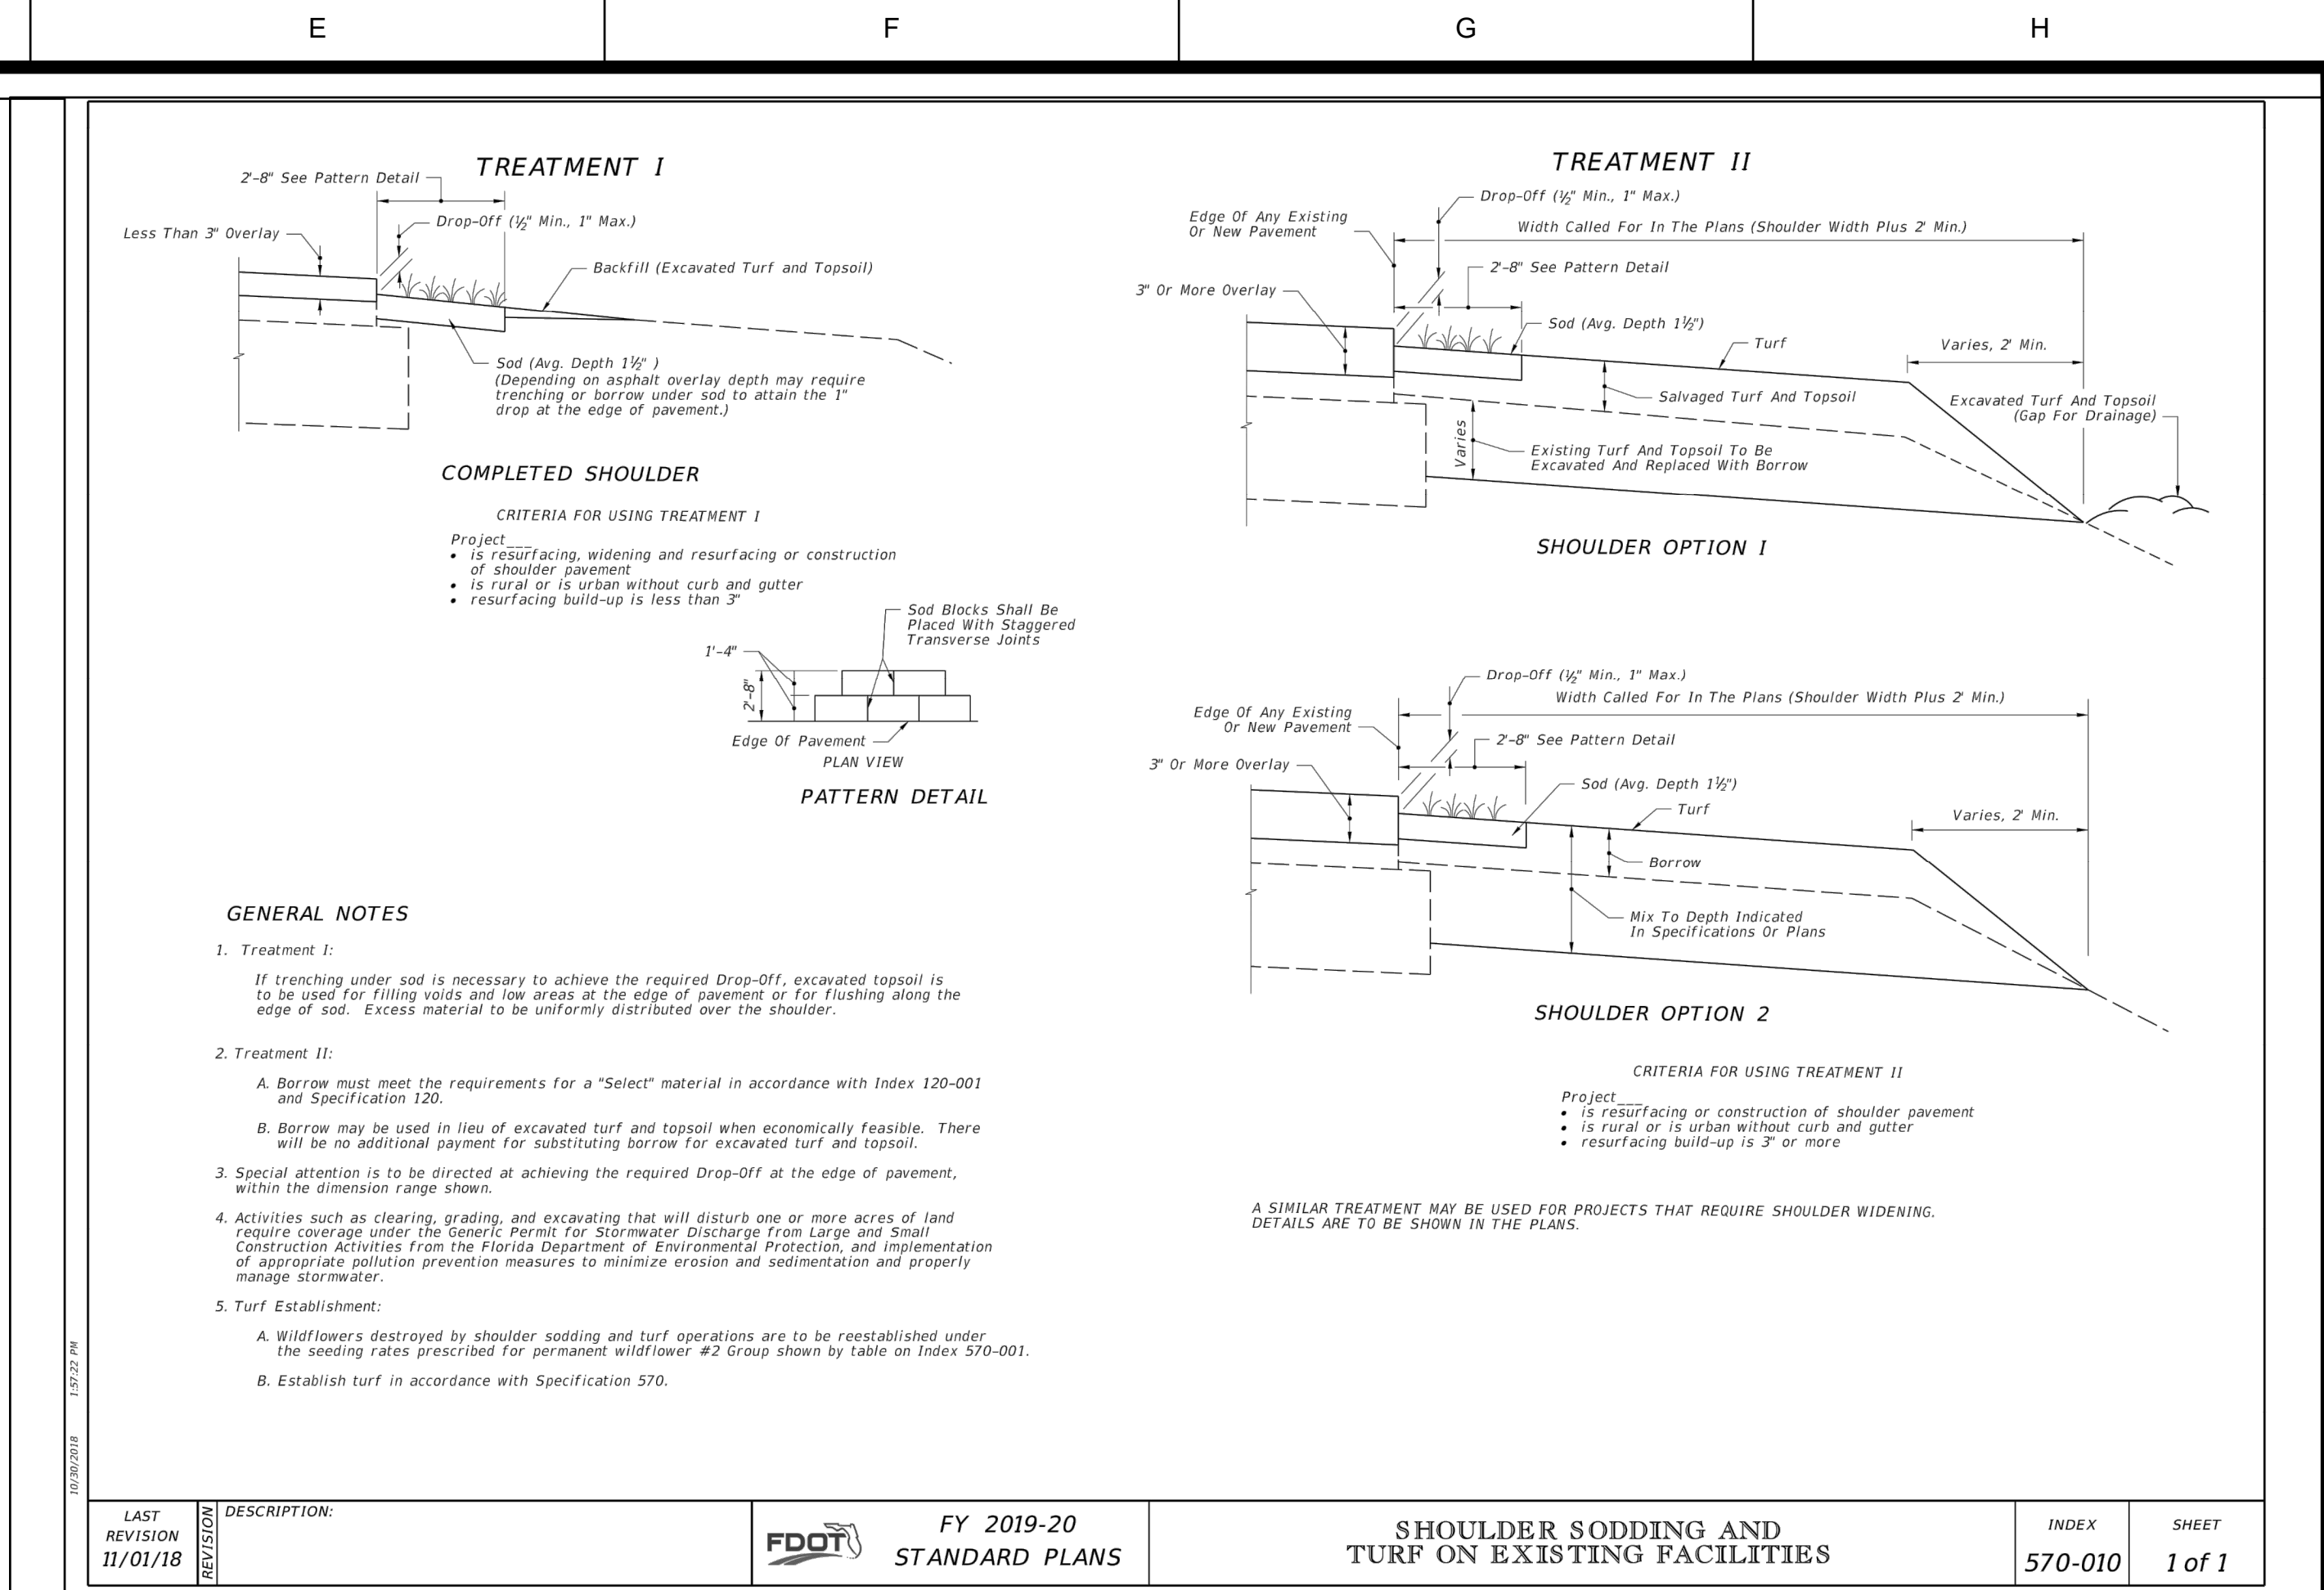 E
F
G
H
TREATMENT I
2'-8" See Pattern Detail
Drop-Off (½" Min., 1" Max.)
Less Than 3" Overlay
Backfill (Excavated Turf and Topsoil)
Sod (Avg. Depth 1½" )
(Depending on asphalt overlay depth may require
trenching or borrow under sod to attain the 1"
drop at the edge of pavement.)
COMPLETED SHOULDER
CRITERIA FOR USING TREATMENT I
Project___
• is resurfacing, widening and resurfacing or construction
of shoulder pavement
• is rural or is urban without curb and gutter
• resurfacing build-up is less than 3"
Sod Blocks Shall Be
Placed With Staggered
Transverse Joints
1'-4"
2'-8"
Edge Of Pavement
PLAN VIEW
PATTERN DETAIL
GENERAL NOTES
1. Treatment I:
If trenching under sod is necessary to achieve the required Drop-Off, excavated topsoil is
to be used for filling voids and low areas at the edge of pavement or for flushing along the
edge of sod. Excess material to be uniformly distributed over the shoulder.
2. Treatment II:
A. Borrow must meet the requirements for a "Select" material in accordance with Index 120-001
and Specification 120.
B. Borrow may be used in lieu of excavated turf and topsoil when economically feasible. There
will be no additional payment for substituting borrow for excavated turf and topsoil.
3. Special attention is to be directed at achieving the required Drop-Off at the edge of pavement,
within the dimension range shown.
4. Activities such as clearing, grading, and excavating that will disturb one or more acres of land
require coverage under the Generic Permit for Stormwater Discharge from Large and Small
Construction Activities from the Florida Department of Environmental Protection, and implementation
of appropriate pollution prevention measures to minimize erosion and sedimentation and properly
manage stormwater.
5. Turf Establishment:
A. Wildflowers destroyed by shoulder sodding and turf operations are to be reestablished under
the seeding rates prescribed for permanent wildflower #2 Group shown by table on Index 570-001.
B. Establish turf in accordance with Specification 570.
TREATMENT II
Drop-Off (½" Min., 1" Max.)
Edge Of Any Existing
Or New Pavement
Width Called For In The Plans (Shoulder Width Plus 2' Min.)
2'-8" See Pattern Detail
3" Or More Overlay
Sod (Avg. Depth 1½")
Turf
Varies, 2' Min.
Salvaged Turf And Topsoil
Excavated Turf And Topsoil
(Gap For Drainage)
Varies
Existing Turf And Topsoil To Be
Excavated And Replaced With Borrow
SHOULDER OPTION I
Drop-Off (½" Min., 1" Max.)
Width Called For In The Plans (Shoulder Width Plus 2' Min.)
Edge Of Any Existing
Or New Pavement
2'-8" See Pattern Detail
3" Or More Overlay
Sod (Avg. Depth 1½")
Turf
Varies, 2' Min.
Borrow
Mix To Depth Indicated
In Specifications Or Plans
SHOULDER OPTION 2
CRITERIA FOR USING TREATMENT II
Project___
• is resurfacing or construction of shoulder pavement
• is rural or is urban without curb and gutter
• resurfacing build-up is 3" or more
A SIMILAR TREATMENT MAY BE USED FOR PROJECTS THAT REQUIRE SHOULDER WIDENING.
DETAILS ARE TO BE SHOWN IN THE PLANS.
10/30/2018 1:57:22 PM
LAST
REVISION
11/01/18
REVISION
DESCRIPTION:
FDOT
FY 2019-20
STANDARD PLANS
SHOULDER SODDING AND
TURF ON EXISTING FACILITIES
INDEX
570-010
SHEET
1 of 1